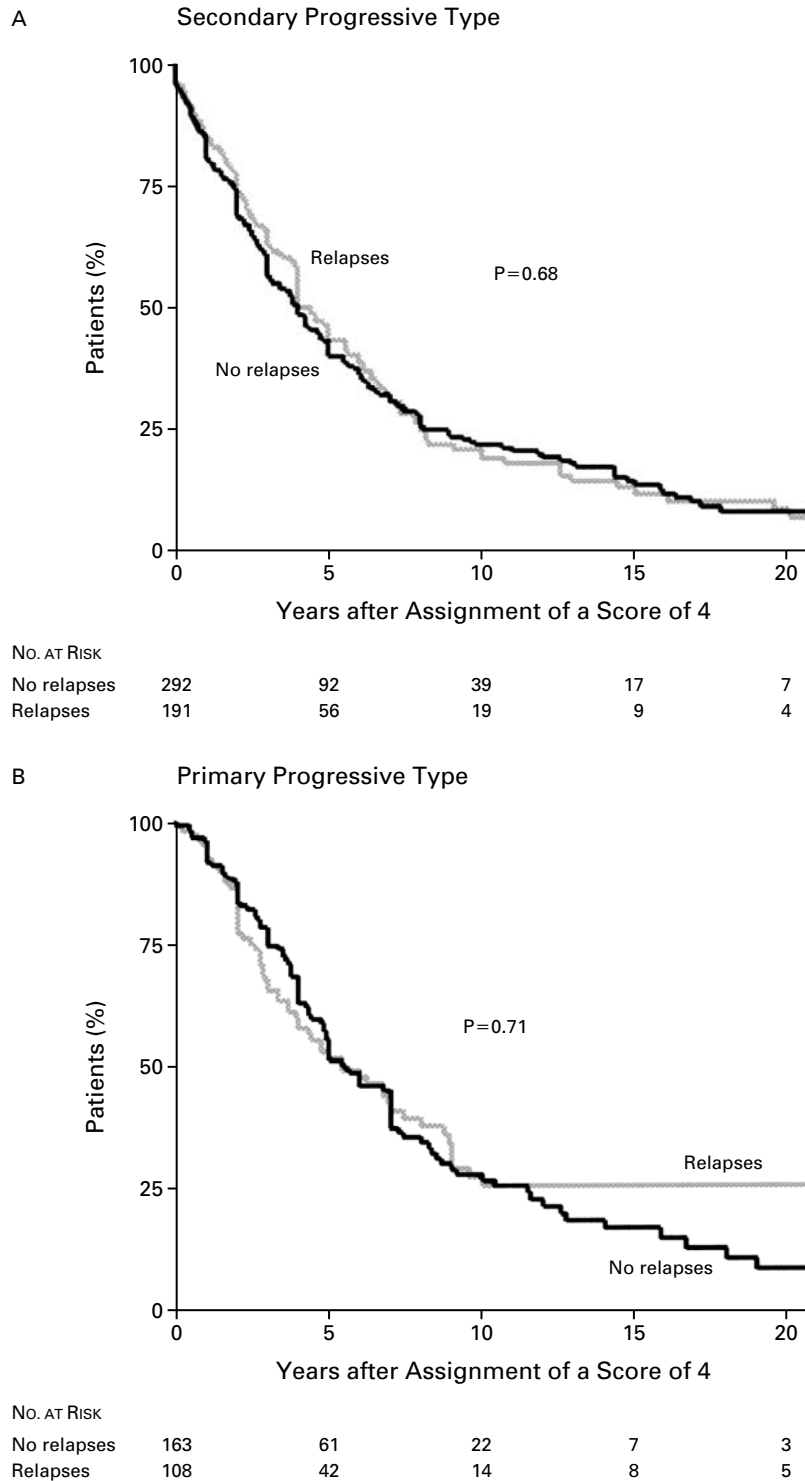 A Secondary Progressive Type
100
75
Relapses
P=0.68
Patients (%)
50
No relapses
25
0
0 5 10 15 20
Years after Assignment of a Score of 4
NO. AT RISK
No relapses 292 92 39 17 7
Relapses 191 56 19 9 4
B Primary Progressive Type
100
75
P=0.71
Patients (%)
50
Relapses
25
No relapses
0
0 5 10 15 20
Years after Assignment of a Score of 4
NO. AT RISK
No relapses 163 61 22 7 3
Relapses 108 42 14 8 5